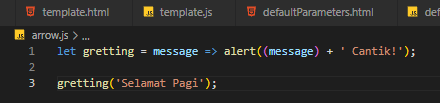 template.html template.js defaultParameters.html
arrow.js > ...
1 let gretting = message => alert((message) + ' Cantik!');
2
3 gretting('Selamat Pagi');